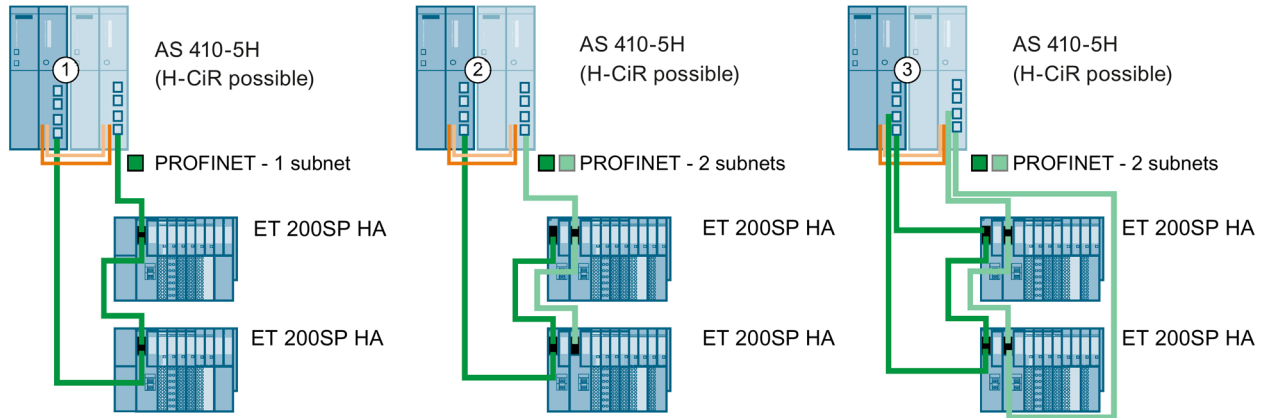 1
AS 410-5H
(H-CiR possible)
PROFINET - 1 subnet
ET 200SP HA
ET 200SP HA
2
AS 410-5H
(H-CiR possible)
PROFINET - 2 subnets
ET 200SP HA
ET 200SP HA
3
AS 410-5H
(H-CiR possible)
PROFINET - 2 subnets
ET 200SP HA
ET 200SP HA